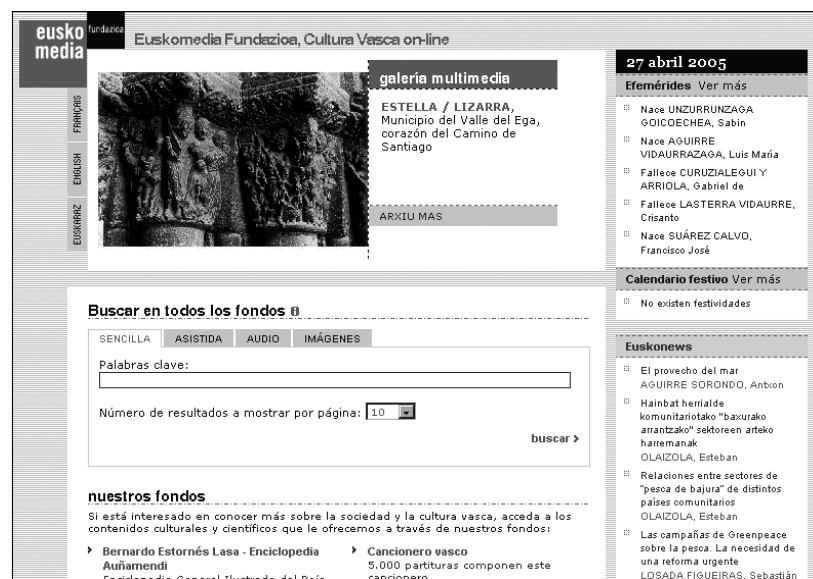 eusko
media
fundazioa
Euskomedia Fundazioa, Cultura Vasca on-line
FRANÇAIS
ENGLISH
EUSKARAZ
galería multimedia
ESTELLA / LIZARRA,
Municipio del Valle del Ega,
corazón del Camino de
Santiago
ARXIU MAS
27 abril 2005
Efemérides Ver más
Nace UNZURRUNZAGA
GOICOECHEA, Sabin
Nace AGUIRRE
VIDAURRAZAGA, Luis María
Fallece CURUZIALEGUI Y
ARRIOLA, Gabriel de
Fallece LASTERRA VIDAURRE,
Crisanto
Nace SUÁREZ CALVO,
Francisco José
Calendario festivo Ver más
No existen festividades
Buscar en todos los fondos
SENCILLA ASISTIDA AUDIO IMÁGENES
Palabras clave:
Número de resultados a mostrar por página: 10
buscar >
nuestros fondos
Si está interesado en conocer más sobre la sociedad y la cultura vasca, acceda a los
contenidos culturales y científicos que le ofrecemos a través de nuestros fondos:
Bernardo Estornés Lasa - Enciclopedia
Auñamendi
Enciclopedia General Ilustrada del País
Cancionero vasco
5.000 partituras componen este
cancionero
Euskonews
El provecho del mar
AGUIRRE SORONDO, Antxon
Hainbat herrialde
komunitariotako "baxurako
arrantzako" sektoreen arteko
harremanak
OLAIZOLA, Esteban
Relaciones entre sectores de
"pesca de bajura" de distintos
países comunitarios
OLAIZOLA, Esteban
Las campañas de Greenpeace
sobre la pesca. La necesidad de
una reforma urgente
LOSADA FIGUEIRAS, Sebastián